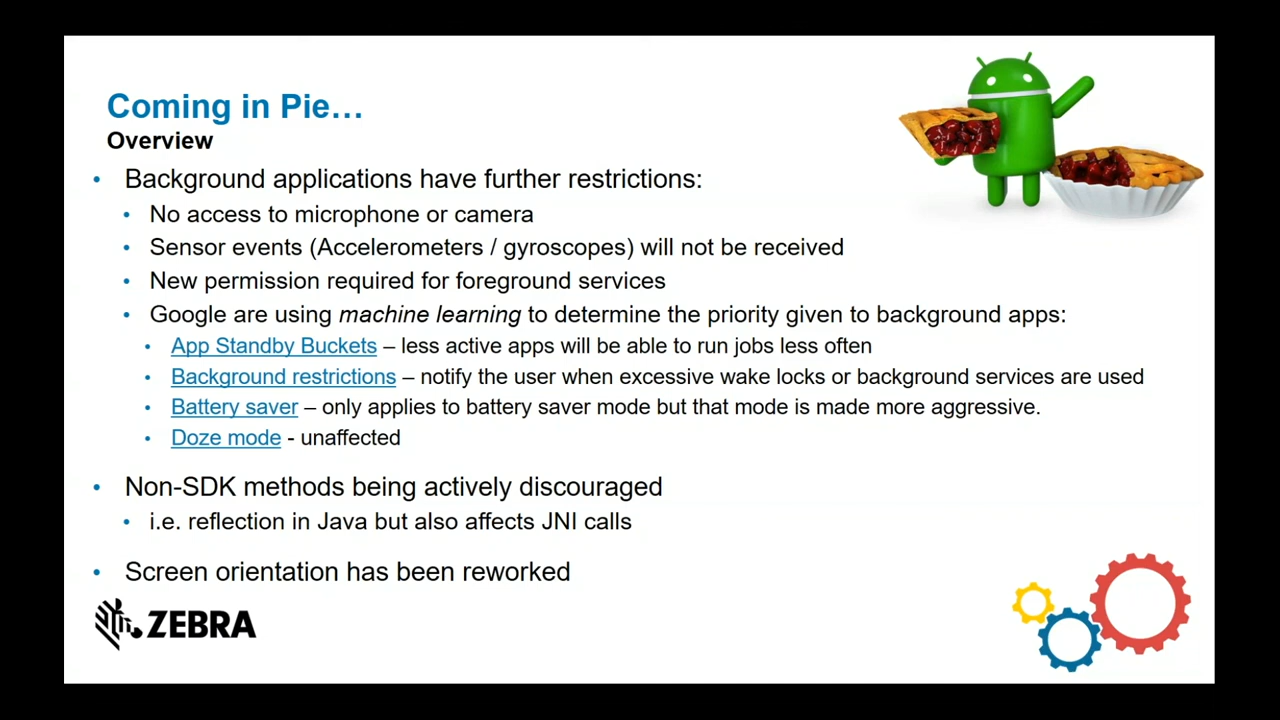 Coming in Pie…
Overview
• Background applications have further restrictions:
• No access to microphone or camera
• Sensor events (Accelerometers / gyroscopes) will not be received
• New permission required for foreground services
• Google are using machine learning to determine the priority given to background apps:
• App Standby Buckets – less active apps will be able to run jobs less often
• Background restrictions – notify the user when excessive wake locks or background services are used
• Battery saver – only applies to battery saver mode but that mode is made more aggressive.
• Doze mode - unaffected
• Non-SDK methods being actively discouraged
• i.e. reflection in Java but also affects JNI calls
• Screen orientation has been reworked
ZEBRA